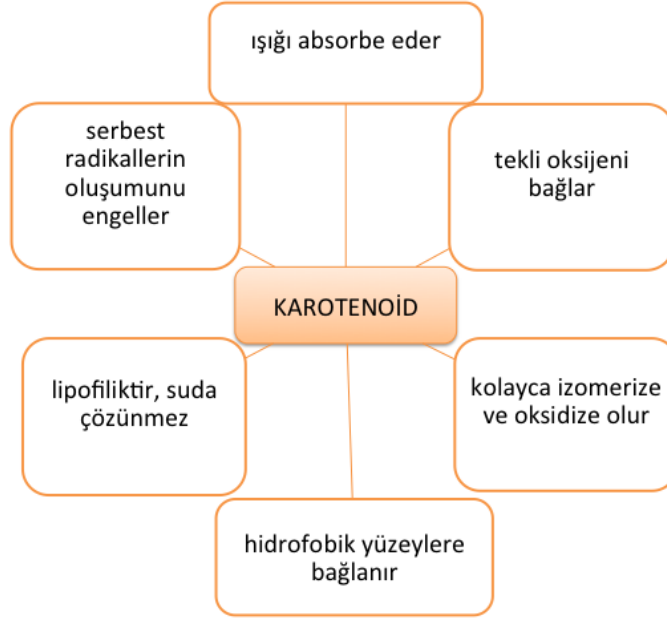 ışığı absorbe eder
serbest
radikallerin
oluşumunu
engeller
tekli oksijeni
bağlar
KAROTENOİD
lipofiliktir, suda
çözünmez
kolayca izomerize
ve oksidize olur
hidrofobik yüzeylere
bağlanır